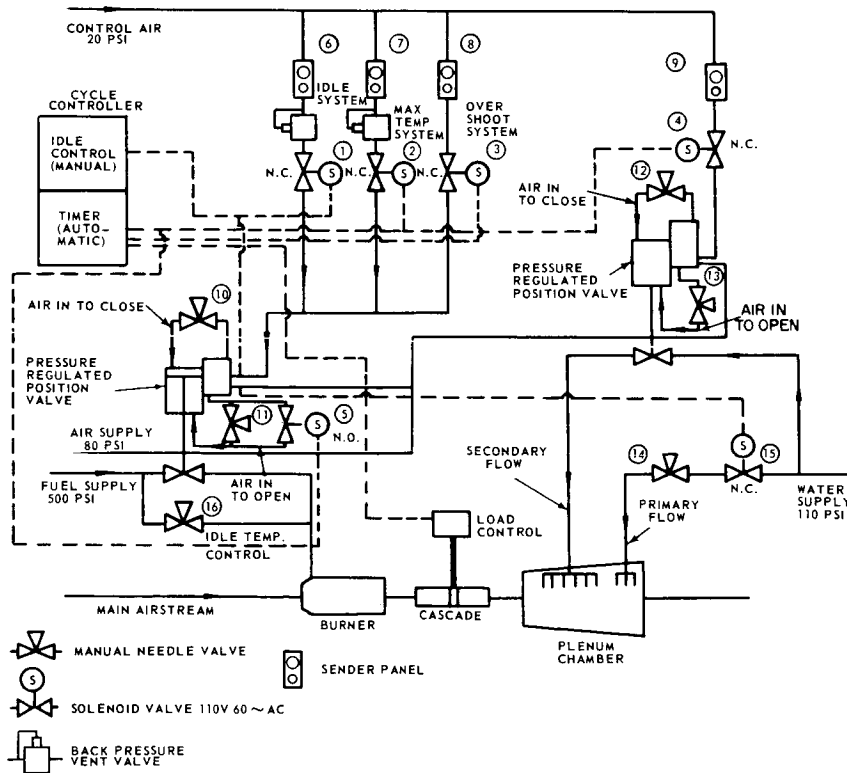 CONTROL AIR
20 PSI
6
7
8
9
IDLE
SYSTEM
MAX
TEMP
SYSTEM
OVER
SHOOT
SYSTEM
CYCLE
CONTROLLER
IDLE
CONTROL
(MANUAL)
TIMER
(AUTO-
MATIC)
N.C.
S
1
N.C.
S
2
N.C.
S
3
4
S
N.C.
12
AIR IN
TO CLOSE
PRESSURE
REGULATED
POSITION VALVE
13
AIR IN
TO OPEN
10
AIR IN TO CLOSE
PRESSURE
REGULATED
POSITION
VALVE
11
S
5
N.O.
AIR SUPPLY
80 PSI
AIR IN
TO OPEN
FUEL SUPPLY
500 PSI
16
IDLE TEMP.
CONTROL
SECONDARY
FLOW
14
S
15
N.C.
PRIMARY
FLOW
WATER
SUPPLY
110 PSI
LOAD
CONTROL
MAIN AIRSTREAM
BURNER
CASCADE
PLENUM
CHAMBER
MANUAL NEEDLE VALVE
SENDER PANEL
S
SOLENOID VALVE 110V 60 ~ AC
BACK PRESSURE
VENT VALVE